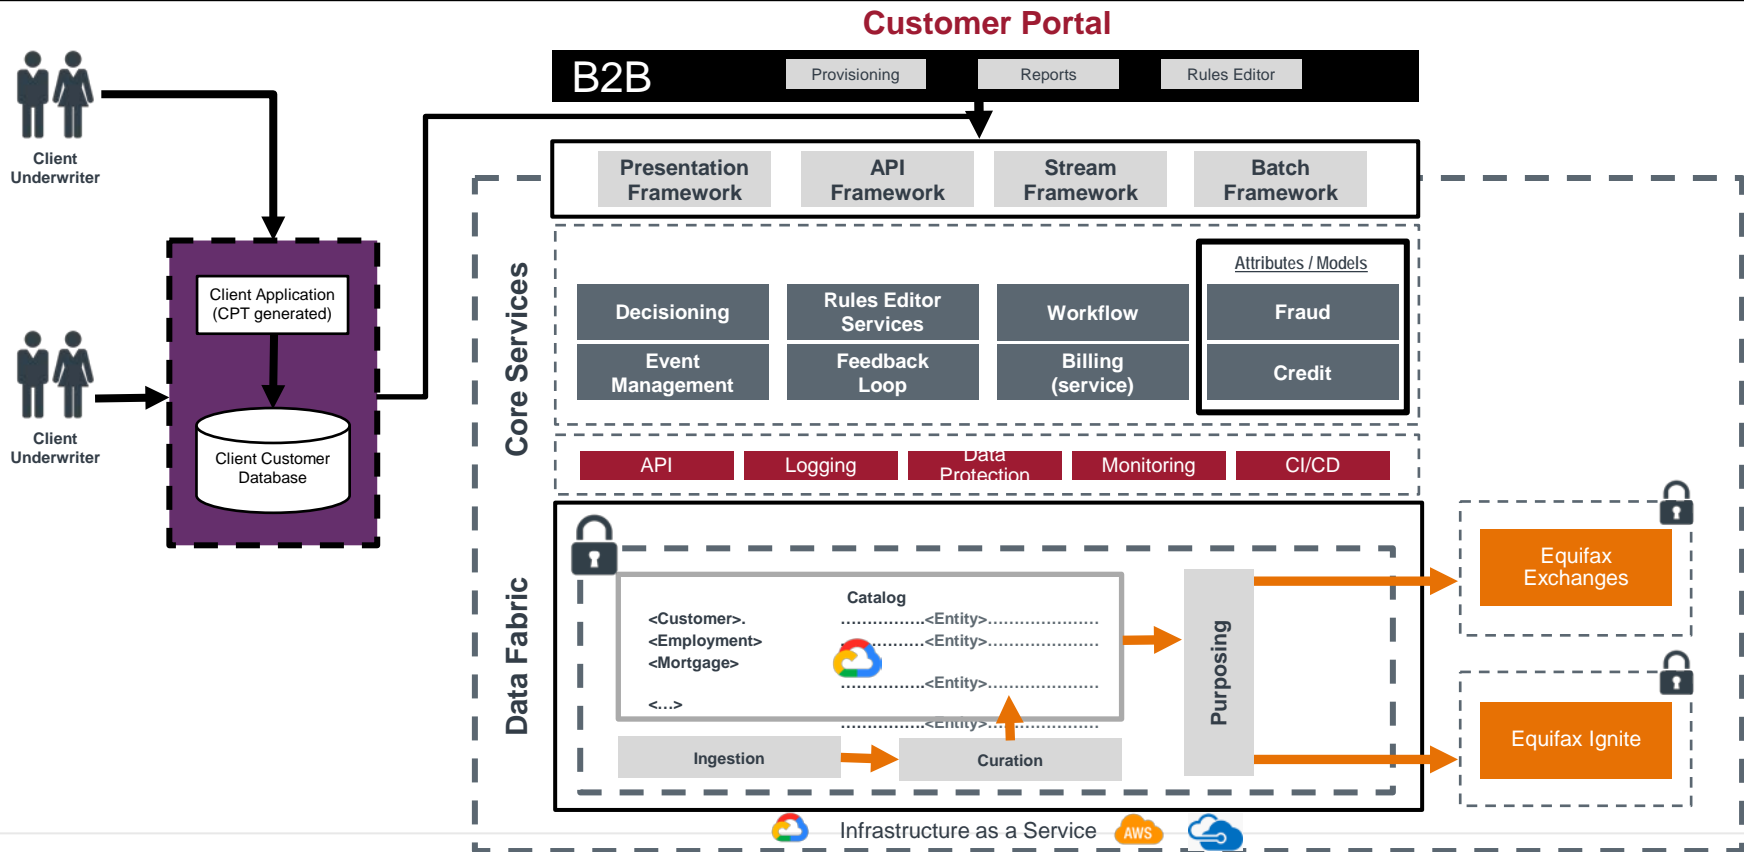 Customer Portal
B2B
Provisioning
Reports
Rules Editor
Client
Underwriter
Presentation
Framework
API
Framework
Stream
Framework
Batch
Framework
Client Application
(CPT generated)
Client Customer
Database
Client
Underwriter
Core Services
Attributes / Models
Decisioning
Rules Editor
Services
Workflow
Fraud
Event
Management
Feedback
Loop
Billing
(service)
Credit
API
Logging
Data
Protection
Monitoring
CI/CD
Data Fabric
Catalog
<Customer>.
<Employment>
<Mortgage>
<...>
................<Entity>.....................
................<Entity>.....................
................<Entity>.....................
................<Entity>.....................
Ingestion
Curation
Purposing
Equifax
Exchanges
Equifax Ignite
Infrastructure as a Service
AWS